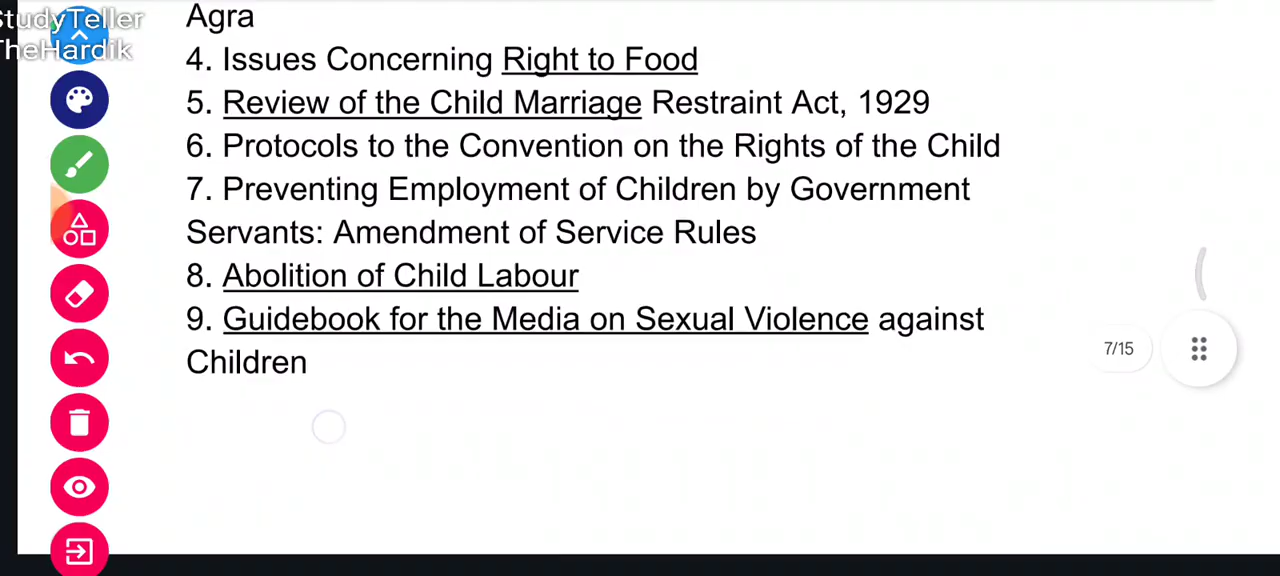 StudyTeller
TheHardik
Agra
4. Issues Concerning Right to Food
5. Review of the Child Marriage Restraint Act, 1929
6. Protocols to the Convention on the Rights of the Child
7. Preventing Employment of Children by Government
Servants: Amendment of Service Rules
8. Abolition of Child Labour
9. Guidebook for the Media on Sexual Violence against
Children
7/15